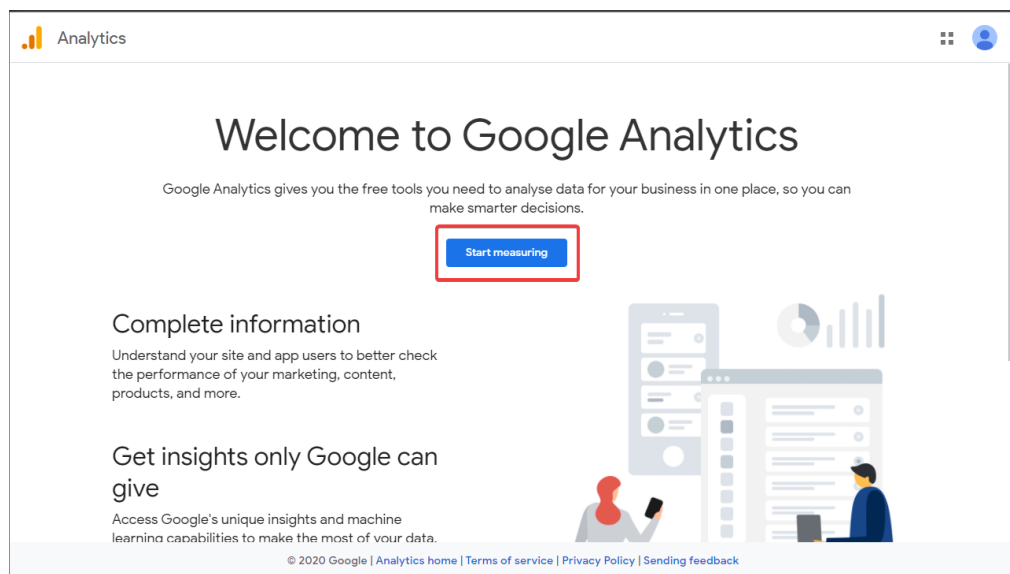 Analytics
Welcome to Google Analytics
Google Analytics gives you the free tools you need to analyse data for your business in one place, so you can
make smarter decisions.
Start measuring
Complete information
Understand your site and app users to better check
the performance of your marketing, content,
products, and more.
Get insights only Google can
give
Access Google's unique insights and machine
learning capabilities to make the most of your data.
© 2020 Google | Analytics home | Terms of service | Privacy Policy | Sending feedback